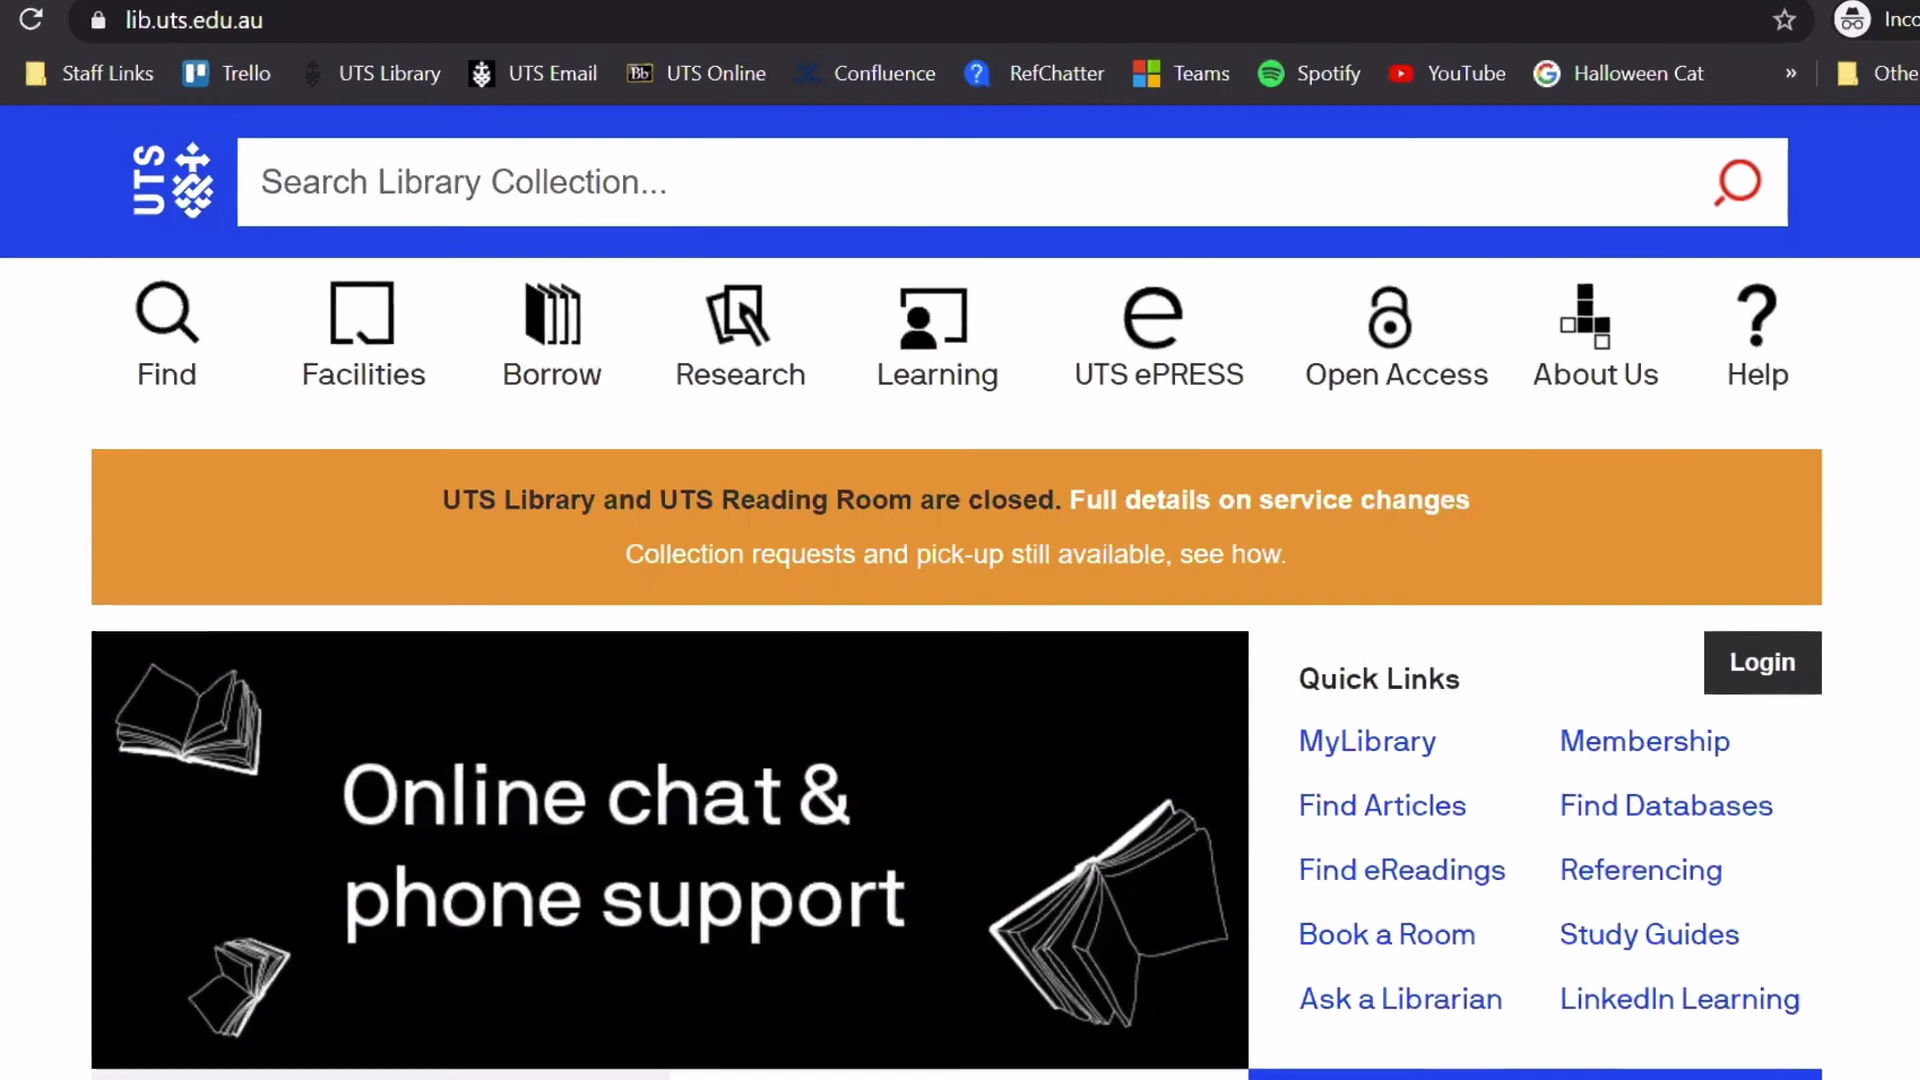 lib.uts.edu.au
Inco
Staff Links Trello UTS Library UTS Email Bb UTS Online Confluence RefChatter Teams Spotify YouTube Halloween Cat » Othe
UTS Search Library Collection...
Find Facilities Borrow Research Learning UTS ePRESS Open Access About Us Help
UTS Library and UTS Reading Room are closed. Full details on service changes
Collection requests and pick-up still available, see how.
Online chat &
phone support
Quick Links
Login
MyLibrary Membership
Find Articles Find Databases
Find eReadings Referencing
Book a Room Study Guides
Ask a Librarian LinkedIn Learning